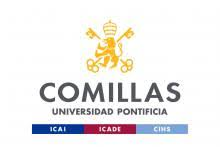 COMILLAS
UNIVERSIDAD PONTIFICIA
ICAI ICADE CIHS